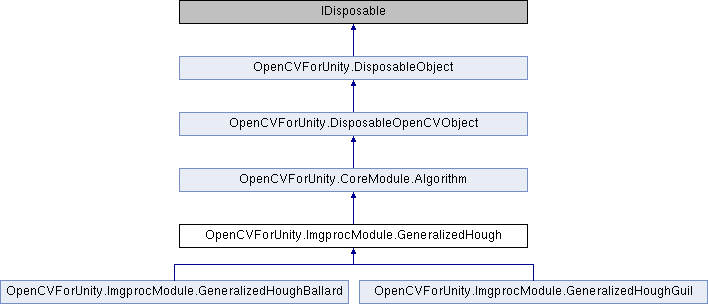 IDisposable
OpenCVForUnity.DisposableObject
OpenCVForUnity.DisposableOpenCVObject
OpenCVForUnity.CoreModule.Algorithm
OpenCVForUnity.ImgprocModule.GeneralizedHough
OpenCVForUnity.ImgprocModule.GeneralizedHoughBallard
OpenCVForUnity.ImgprocModule.GeneralizedHoughGuil